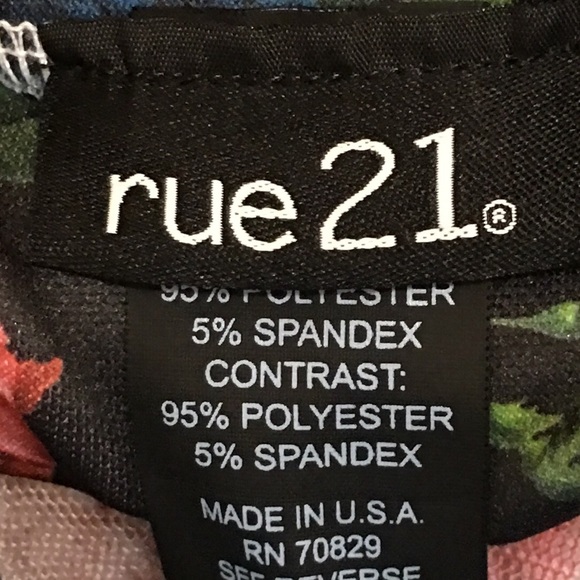 rue21®
95% POLYESTER
5% SPANDEX
CONTRAST:
95% POLYESTER
5% SPANDEX
MADE IN U.S.A.
RN 70829
SEE REVERSE